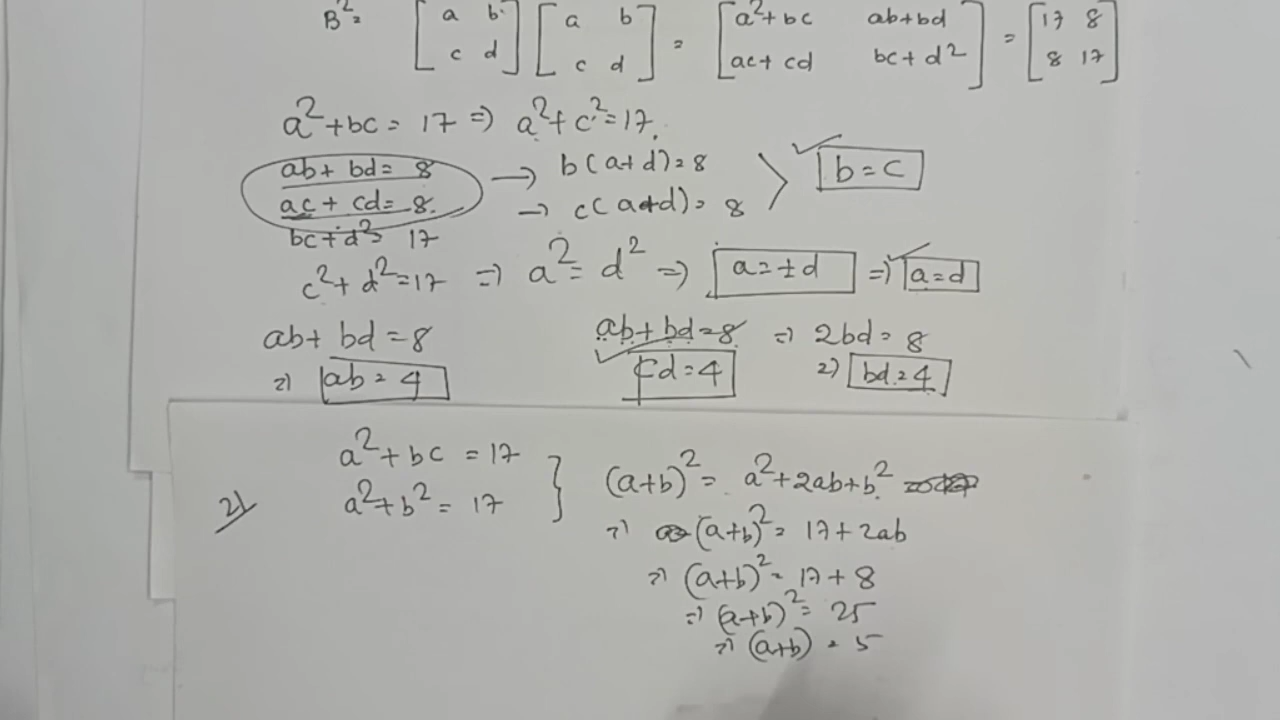 B² = [a b c d] [a b c d] = [a²+bc ab+bd ac+cd bc+d²] = [17 8 8 17]
a²+bc = 17 => a²+c²=17.
ab+ bd= 8 → b(a+d)=8
ac + cd= 8. → c(a+d)= 8 > b=c
bc+d²= 17
c²+d²=17 => a²=d² => a=±d => a=d
ab+ bd=8 ab+bd=8 => 2bd= 8
=> ab=4 cd=4 => bd=4
a²+bc = 17
=> a²+b² = 17 } (a+b)² = a²+2ab+b²
=> (a+b)² = 17+2ab
=> (a+b)² = 17+8
=> (a+b)² = 25
=> (a+b) = 5